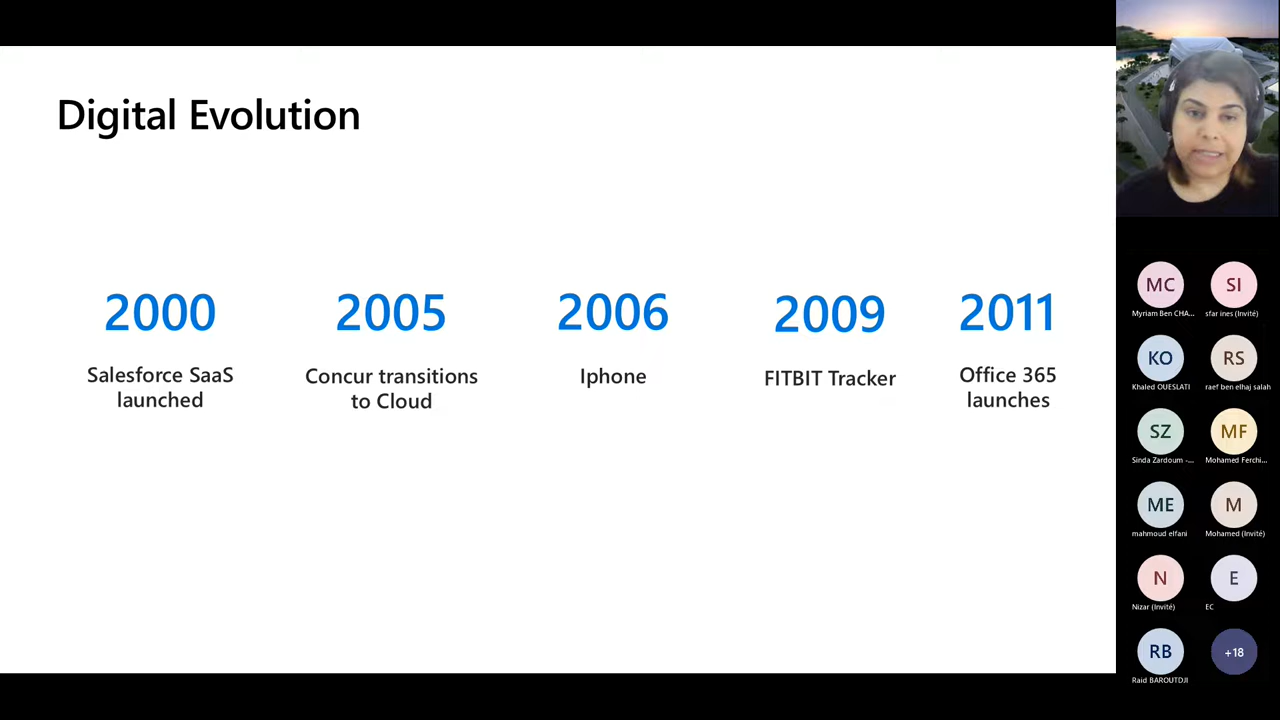 Digital Evolution
2000
2005
2006
2009
2011
Salesforce SaaS
launched
Concur transitions
to Cloud
Iphone
FITBIT Tracker
Office 365
launches
MC
SI
Myriam Ben CHA...
sfar ines (Invité)
KO
RS
Khaled OUESLATI
raef ben elhaj salah
SZ
MF
Sinda Zardoum -...
Mohamed Ferchi...
ME
M
mahmoud elfani
Mohamed (Invité)
N
E
Nizar (Invité)
EC
RB
+18
Raid BAROUTDJI